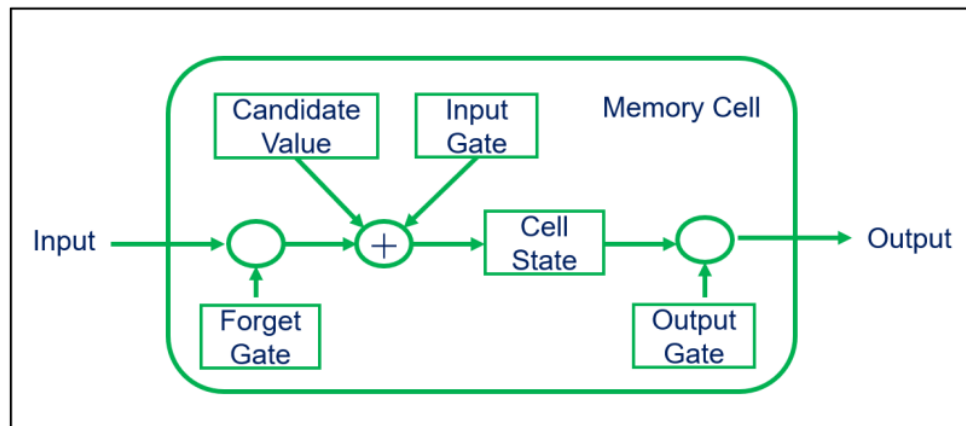 Candidate
Value
Input
Gate
Memory Cell
Input
+
Cell
State
Output
Forget
Gate
Output
Gate